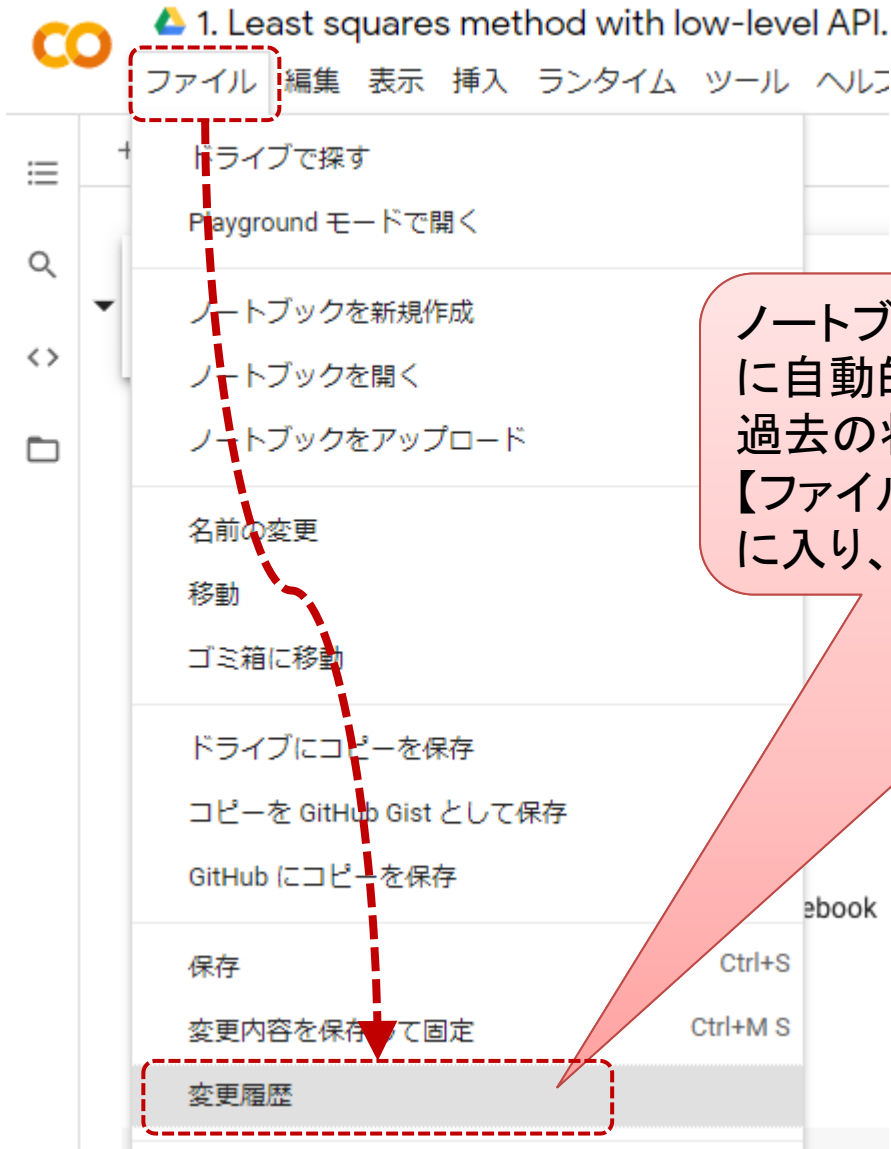 1. Least squares method with low-level API.
ファイル 編集 表示 挿入 ランタイム ツール ヘルプ
ドライブで探す
Playground モードで開く
ノートブックを新規作成
ノートブックを開く
ノートブックをアップロード
名前の変更
移動
ゴミ箱に移動
ドライブにコピーを保存
コピーを GitHub Gist として保存
GitHub にコピーを保存
保存 Ctrl+S
変更内容を保存して固定 Ctrl+M S
変更履歴
ノートブ
に自動的
過去の
【ファイル
に入り、
ebook